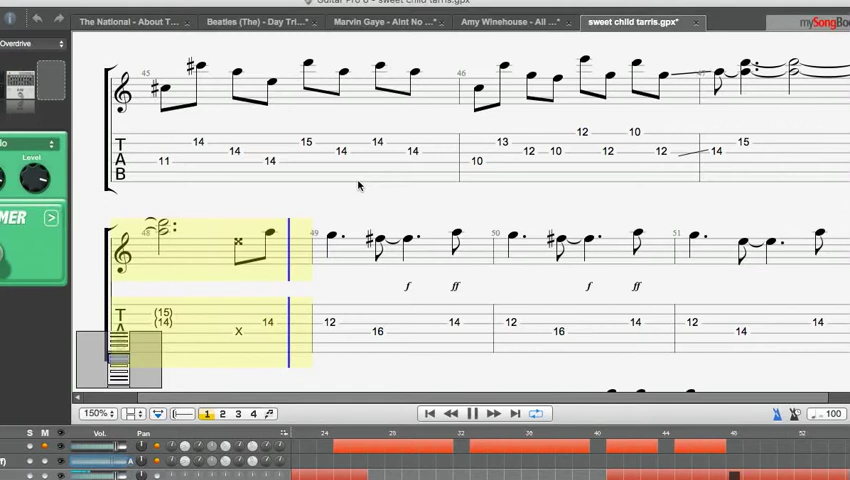 Guitar Pro 6 - sweet child tarris.gpx
The National - About T... Beatles (The) - Day Tri... Marvin Gaye - Aint No ... Amy Winehouse - All ... sweet child tarris.gpx* mySongBo
Overdrive
45 46
14 14 15 14 14 14 13 12 10 12 12 10 12 12 14 15
T
A 11 14 10
B
Level
48 49 50 51
f ff f ff
T (15)
(14) 14 12 14 12 14 12 14
A X 16 16 14
150% 1 2 3 4 = 100
S M Vol. Pan 24 28 32 36 40 44 48 52
A